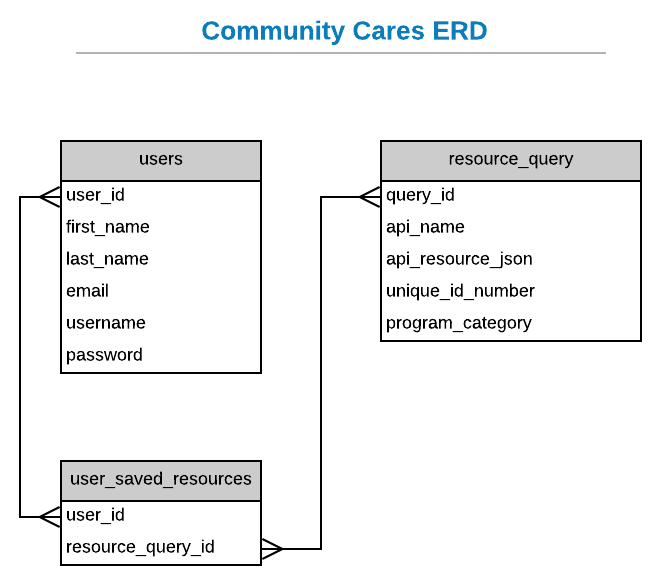 Community Cares ERD
users
user_id
first_name
last_name
email
username
password
resource_query
query_id
api_name
api_resource_json
unique_id_number
program_category
user_saved_resources
user_id
resource_query_id